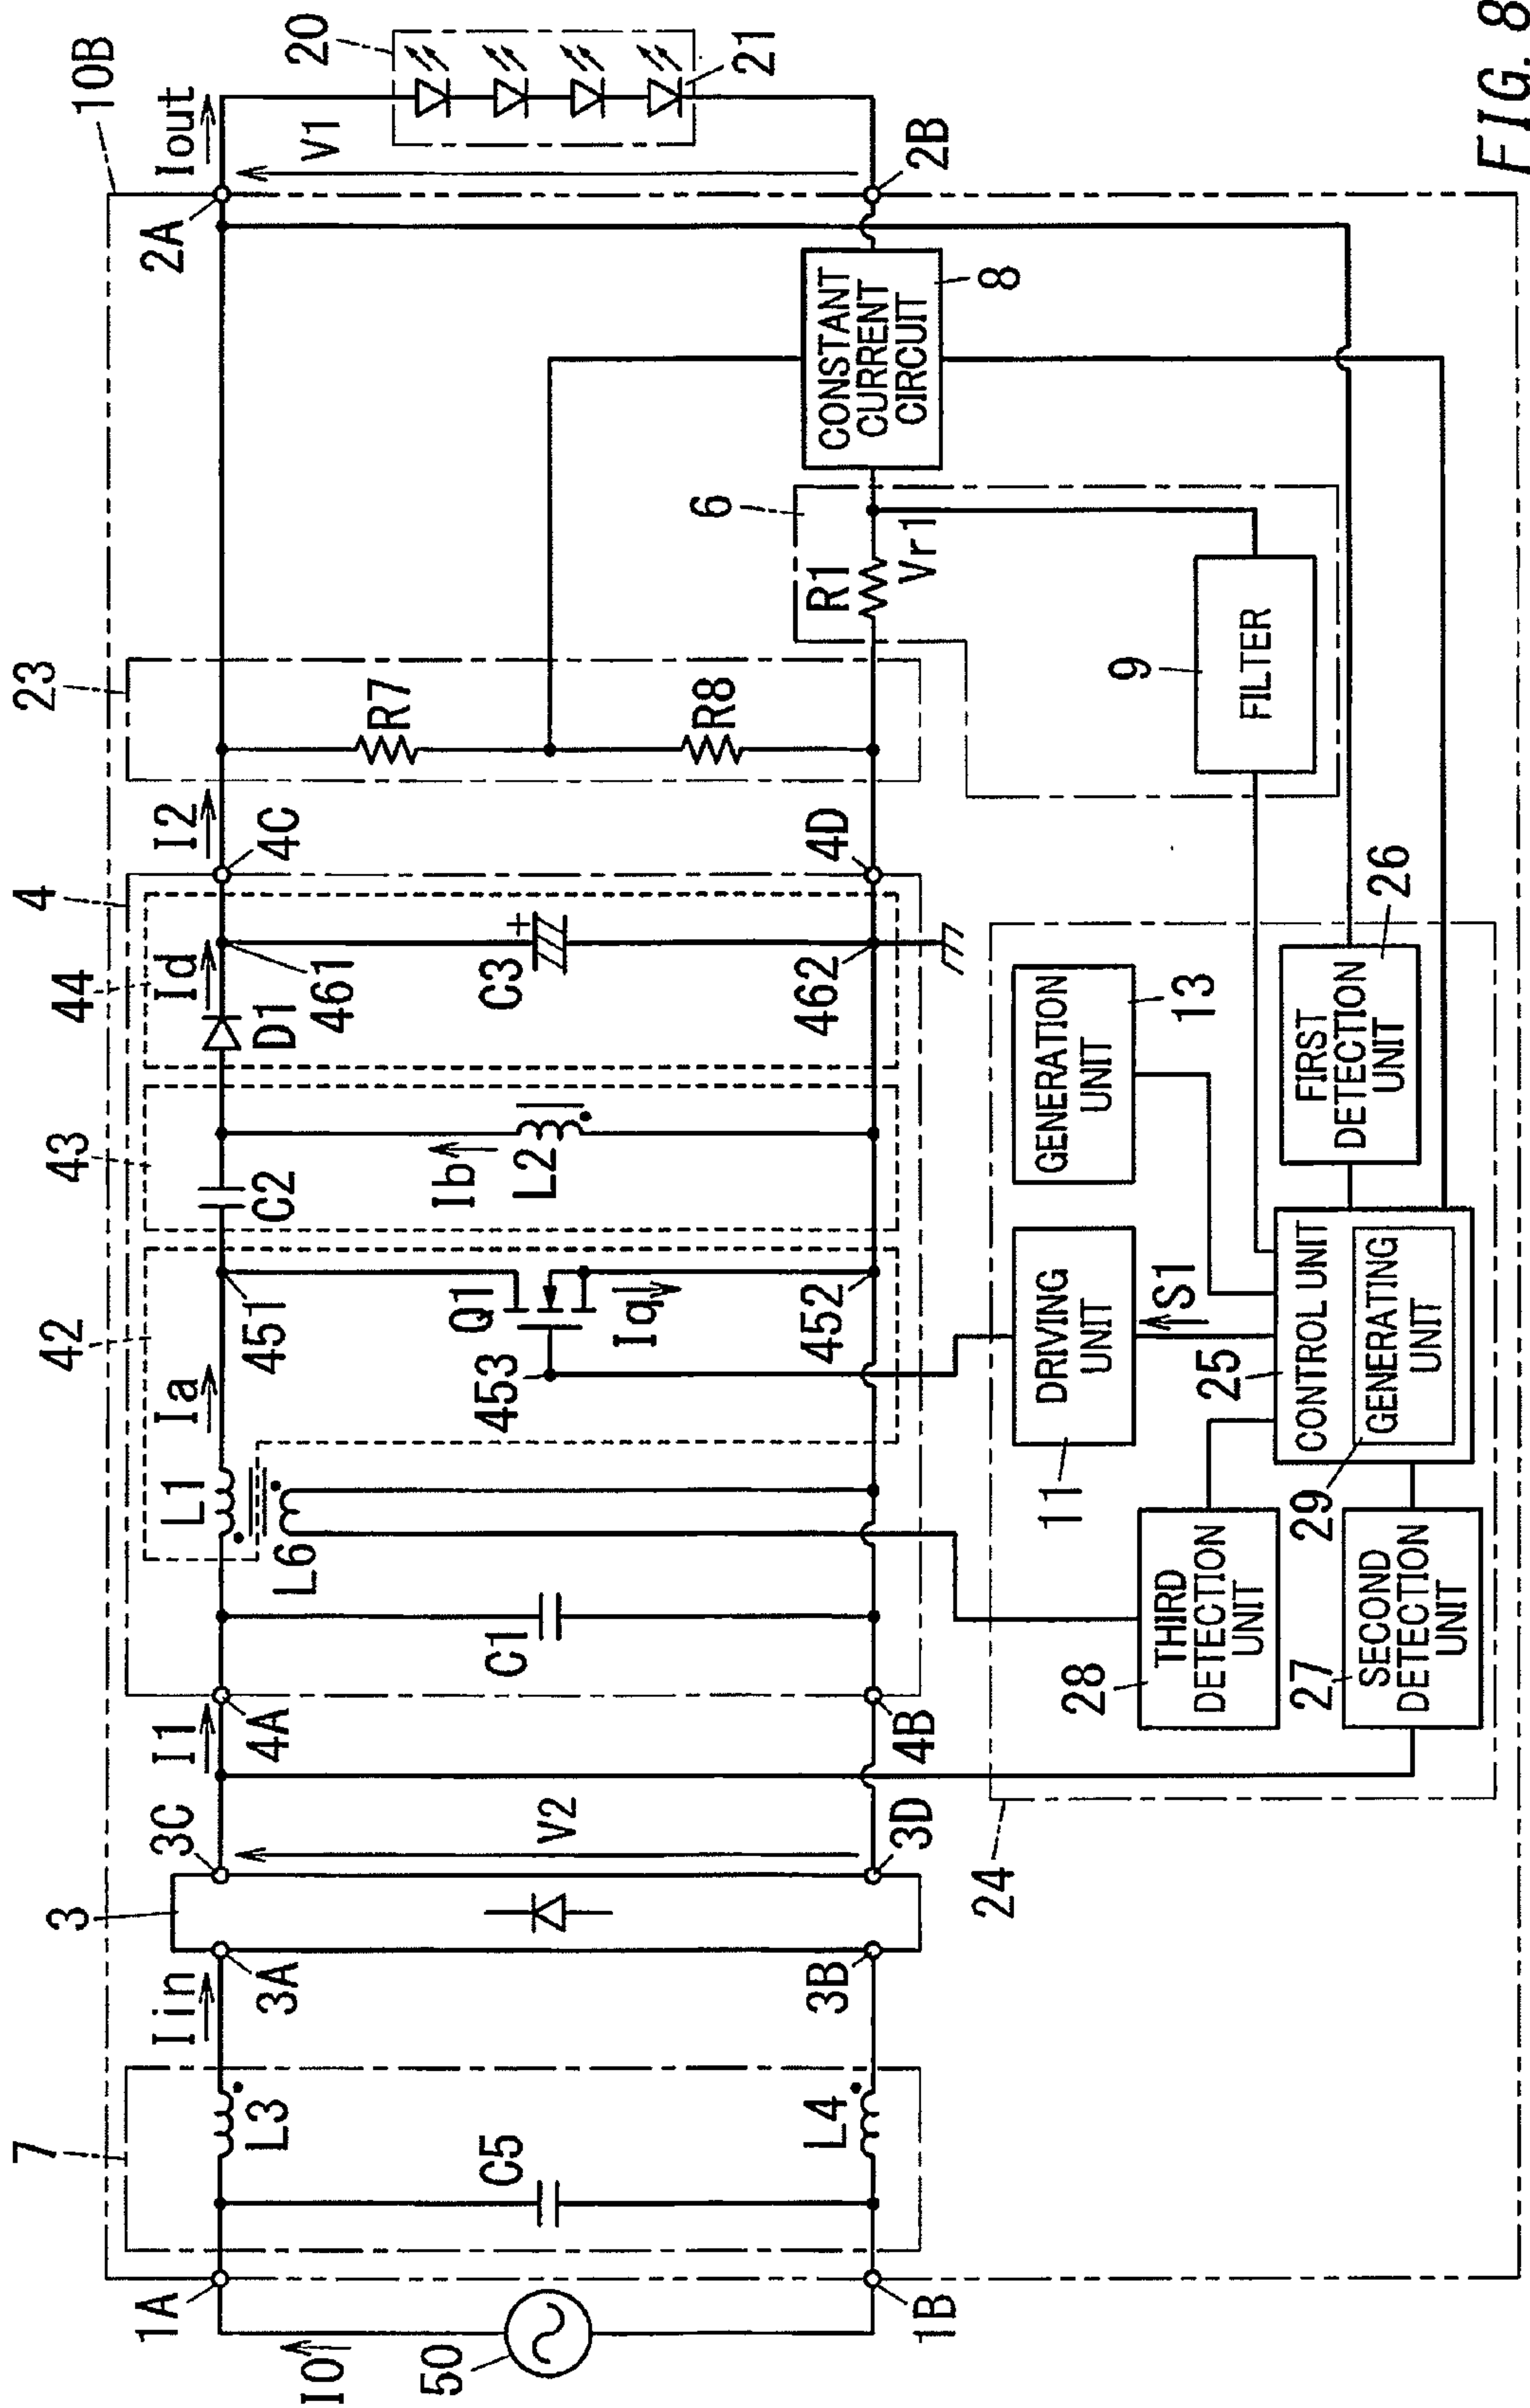 FIG. 8
10B
7
3
4
44
43
42
23
20
21
Iout
V1
2A
2B
1A
1B
I0
50
L3
L4
C5
Iin
3A
3B
3C
3D
V2
I1
4A
4B
C1
L1
L6
Ia
451
Q1
453
Iq
452
C2
Ib
L2
D1
Id
461
C3
+
462
I2
4C
4D
R7
R8
6
R1
Vr1
CONSTANT
CURRENT
CIRCUIT
8
9
FILTER
24
28
THIRD
DETECTION
UNIT
27
SECOND
DETECTION
UNIT
11
DRIVING
UNIT
S1
25
CONTROL UNIT
29
GENERATING
UNIT
GENERATION
UNIT
13
FIRST
DETECTION
UNIT
26